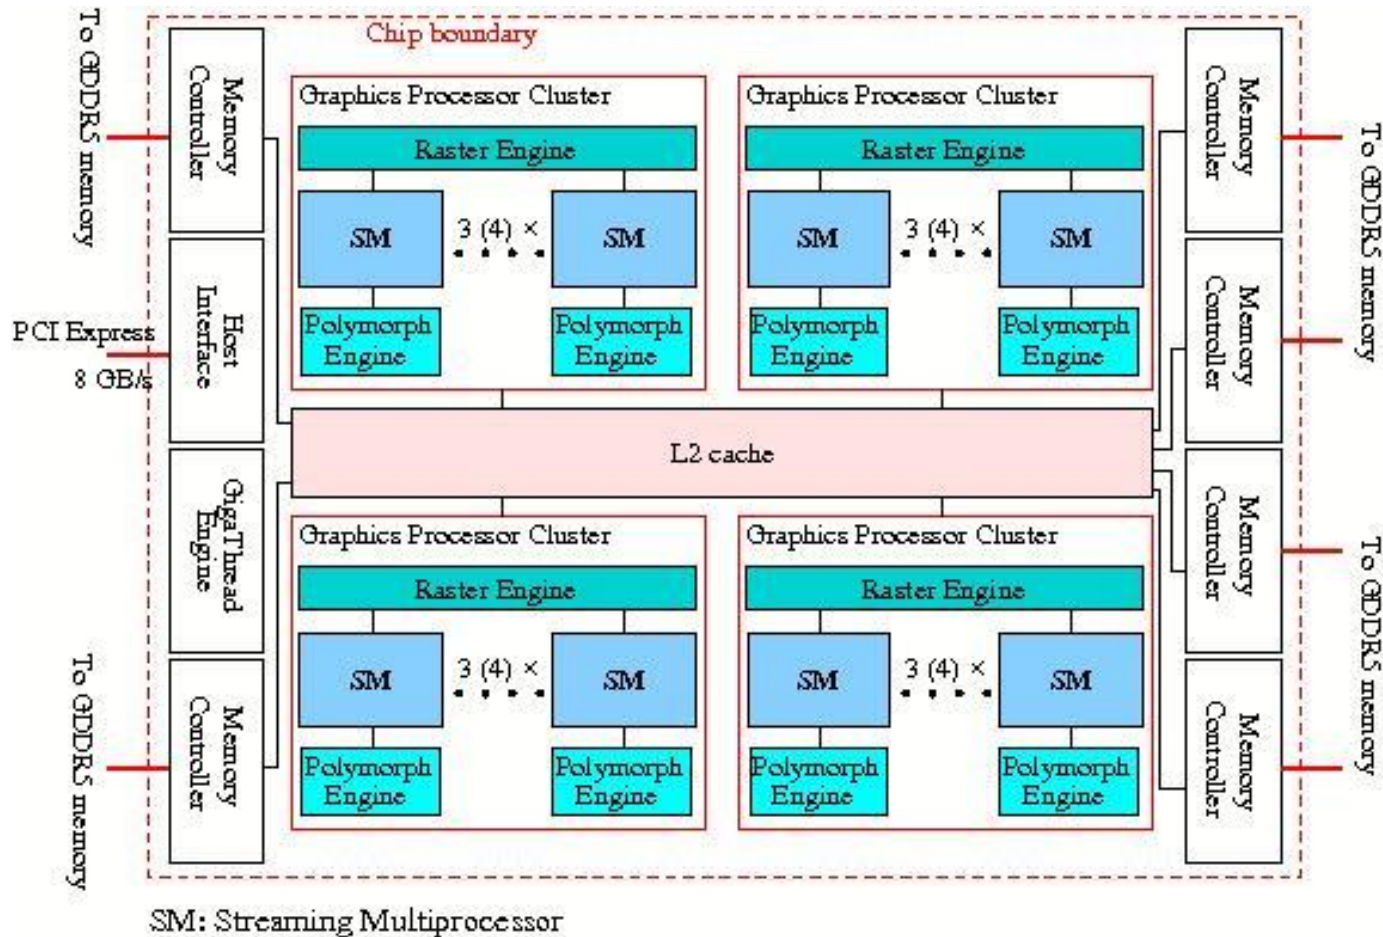 Chip boundary
To GDDR5 memory
Memory
Controller
Graphics Processor Cluster
Raster Engine
SM
3 (4) ×
SM
Polymorph
Engine
Polymorph
Engine
Graphics Processor Cluster
Raster Engine
SM
3 (4) ×
SM
Polymorph
Engine
Polymorph
Engine
Memory
Controller
To GDDR5 memory
PCI Express
8 GB/s
Host
Interface
Memory
Controller
L2 cache
GigaThread
Engine
Memory
Controller
To GDDR5 memory
To GDDR5 memory
Memory
Controller
Graphics Processor Cluster
Raster Engine
SM
3 (4) ×
SM
Polymorph
Engine
Polymorph
Engine
Graphics Processor Cluster
Raster Engine
SM
3 (4) ×
SM
Polymorph
Engine
Polymorph
Engine
Memory
Controller
SM: Streaming Multiprocessor